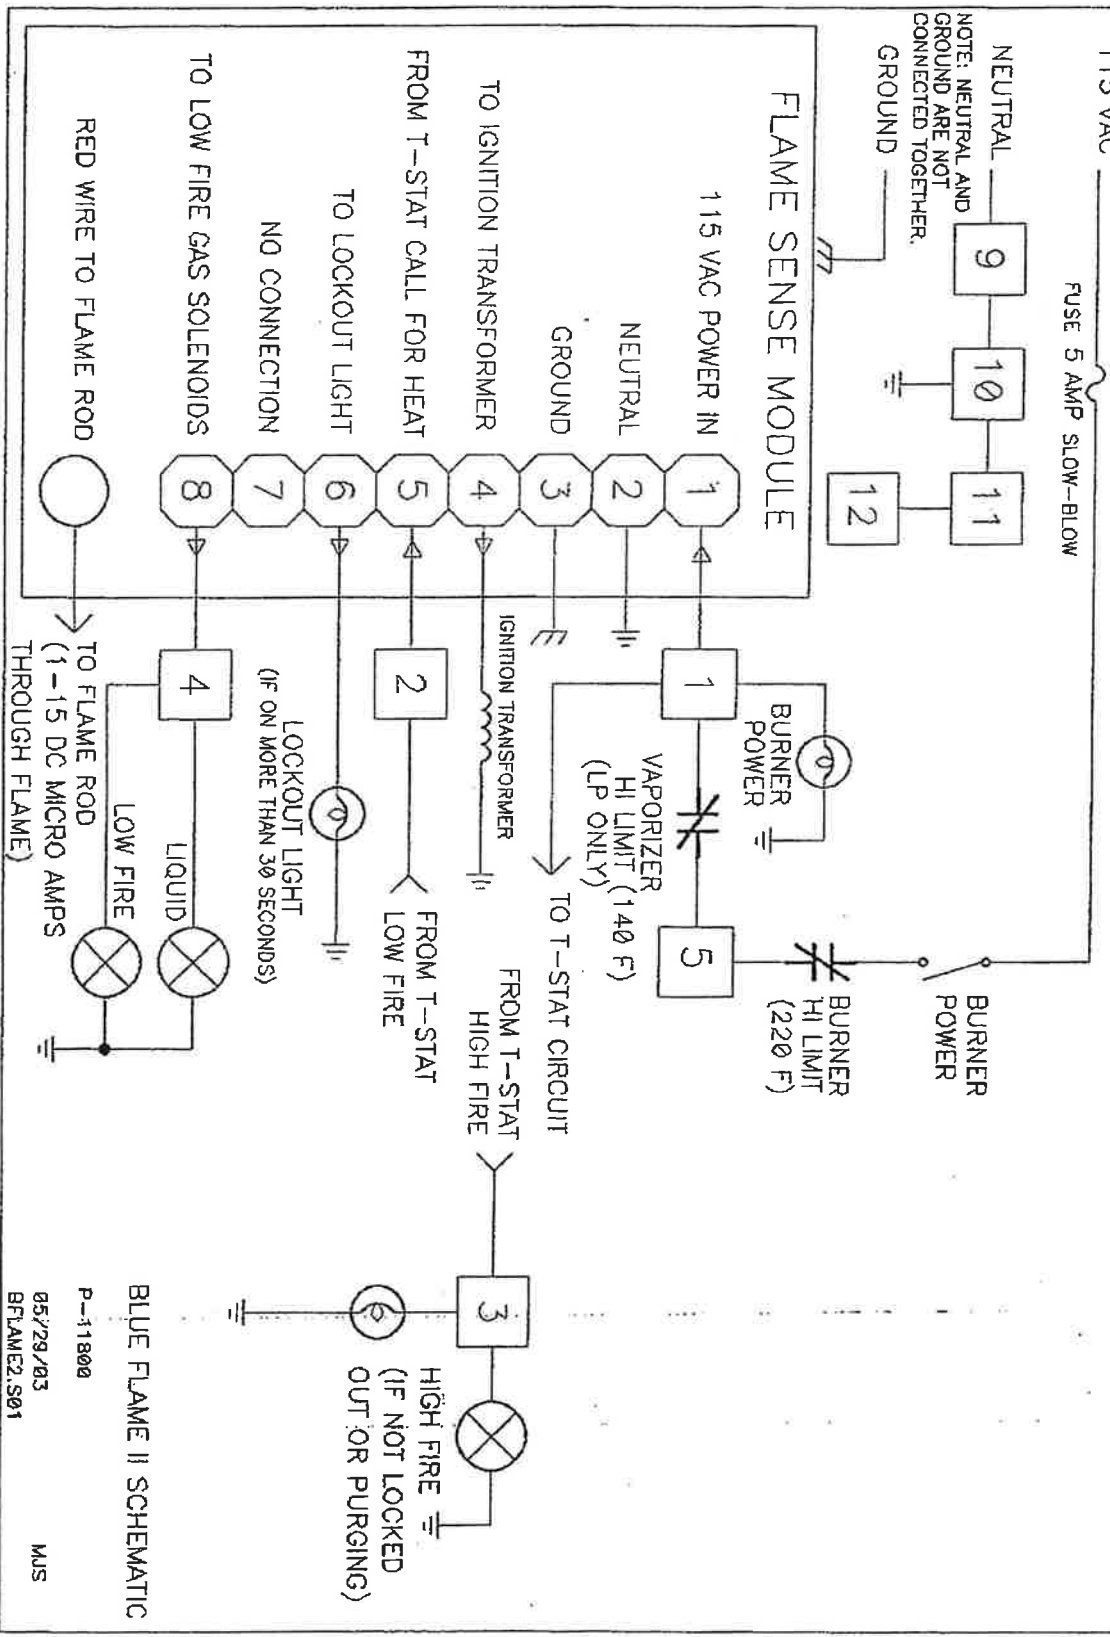 115 VAC
FUSE 5 AMP SLOW-BLOW
NEUTRAL
9
10
11
12
NOTE: NEUTRAL AND
GROUND ARE NOT
CONNECTED TOGETHER.
GROUND
BURNER
POWER
BURNER
HI LIMIT
(220 F)
5
VAPORIZER
HI LIMIT (140 F)
(LP ONLY)
BURNER
POWER
1
TO T-STAT CIRCUIT
FLAME SENSE MODULE
115 VAC POWER IN
1
NEUTRAL
2
GROUND
3
TO IGNITION TRANSFORMER
4
IGNITION TRANSFORMER
FROM T-STAT CALL FOR HEAT
5
2
FROM T-STAT
LOW FIRE
TO LOCKOUT LIGHT
6
LOCKOUT LIGHT
(IF ON MORE THAN 30 SECONDS)
NO CONNECTION
7
TO LOW FIRE GAS SOLENOIDS
8
4
LIQUID
LOW FIRE
RED WIRE TO FLAME ROD
TO FLAME ROD
(1-15 DC MICRO AMPS
THROUGH FLAME)
FROM T-STAT
HIGH FIRE
3
HIGH FIRE
(IF NOT LOCKED
OUT OR PURGING)
BLUE FLAME II SCHEMATIC
P-11800
05/29/03
MJS
BFLAME2.S01